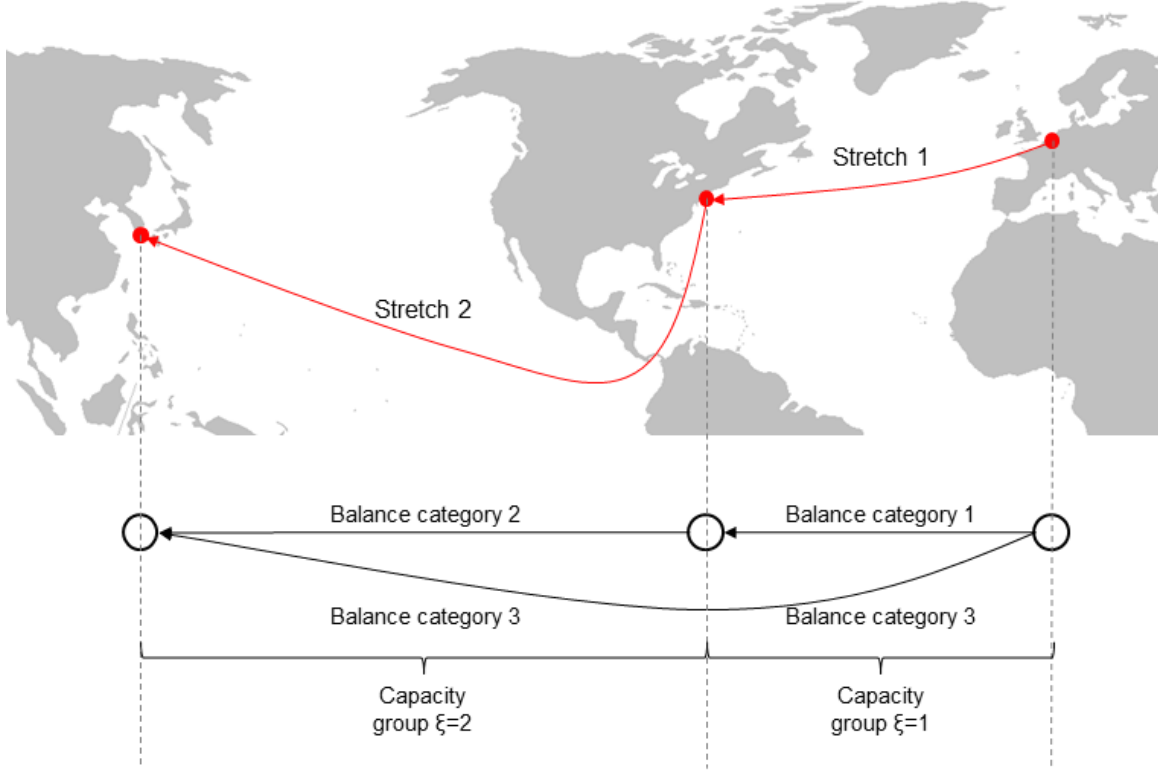 Stretch 1
Stretch 2
Balance category 2
Balance category 1
Balance category 3
Balance category 3
Capacity
group ξ=2
Capacity
group ξ=1